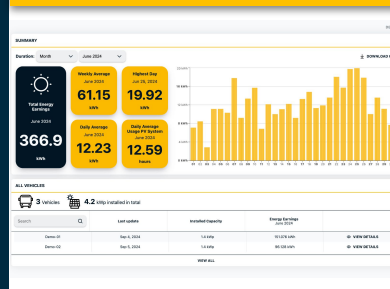 SUMMARY
Duration: Month June 2024 DOWNLOAD
Total Energy
Earnings
June 2024
366.9
kWh
Weekly Average
June 2024
61.15
kWh
Highest Day
Jun 25, 2024
19.92
kWh
Daily Average
June 2024
12.23
kWh
Daily Average
Usage PV System
June 2024
12.59
hours
ALL VEHICLES
3 Vehicles 4.2 kWp installed in total
Search Last update Installed Capacity Energy Earnings
June 2024
Demo 01 Sep 4, 2024 1.4 kWp VIEW DETAILS
Demo 02 Sep 5, 2024 1.4 kWp VIEW DETAILS
VIEW ALL